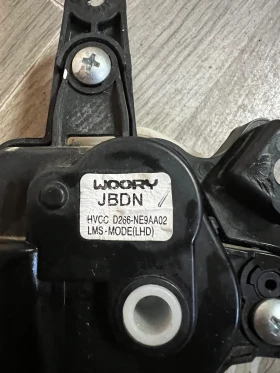 WOORY
JBDN
HVCC D266-NE9AA02
LMS-MODE(LHD)